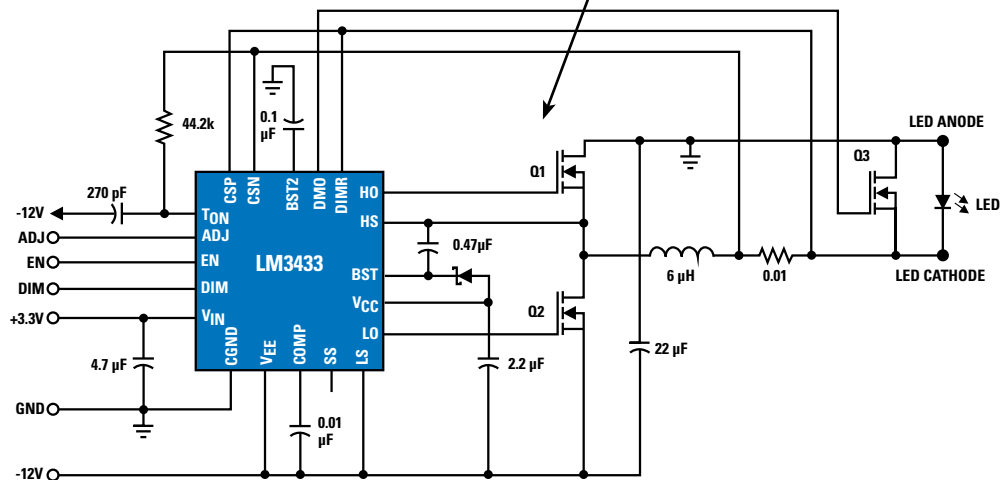 44.2k
0.1
µF
270 pF
-12V
ADJ
EN
DIM
+3.3V
4.7 µF
GND
-12V
CSP
CSN
BST2
DMO
DIMR
TON
ADJ
EN
DIM
VIN
LM3433
HO
HS
BST
VCC
LO
CGND
VEE
COMP
SS
LS
0.01
µF
0.47µF
2.2 µF
Q1
Q2
6 µH
0.01
22 µF
Q3
LED ANODE
LED
LED CATHODE